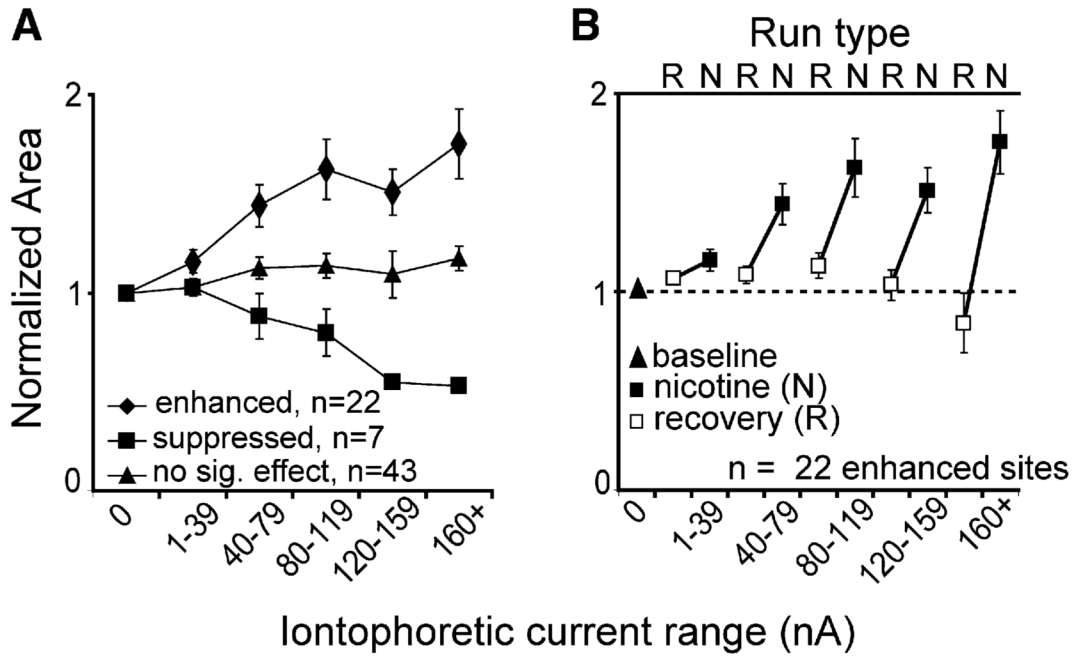 A
Normalized Area
2
1
0
enhanced, n=22
suppressed, n=7
no sig. effect, n=43
0
1-39
40-79
80-119
120-159
160+
B
Run type
R N R N R N R N R N
2
1
0
baseline
nicotine (N)
recovery (R)
n = 22 enhanced sites
0
1-39
40-79
80-119
120-159
160+
Iontophoretic current range (nA)